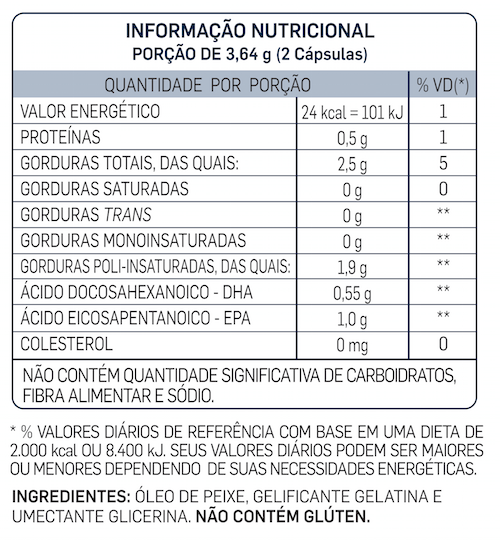 INFORMAÇÃO NUTRICIONAL
PORÇÃO DE 3,64 g (2 Cápsulas)
QUANTIDADE POR PORÇÃO % VD(*)
VALOR ENERGÉTICO 24 kcal = 101 kJ 1
PROTEÍNAS 0,5 g 1
GORDURAS TOTAIS, DAS QUAIS: 2,5 g 5
GORDURAS SATURADAS 0 g 0
GORDURAS TRANS 0 g **
GORDURAS MONOINSATURADAS 0 g **
GORDURAS POLI-INSATURADAS, DAS QUAIS: 1,9 g **
ÁCIDO DOCOSAHEXANOICO - DHA 0,55 g **
ÁCIDO EICOSAPENTANOICO - EPA 1,0 g **
COLESTEROL 0 mg 0
NÃO CONTÉM QUANTIDADE SIGNIFICATIVA DE CARBOIDRATOS,
FIBRA ALIMENTAR E SÓDIO.
* % VALORES DIÁRIOS DE REFERÊNCIA COM BASE EM UMA DIETA DE
2.000 kcal OU 8.400 kJ. SEUS VALORES DIÁRIOS PODEM SER MAIORES
OU MENORES DEPENDENDO DE SUAS NECESSIDADES ENERGÉTICAS.
INGREDIENTES: ÓLEO DE PEIXE, GELIFICANTE GELATINA E
UMECTANTE GLICERINA. NÃO CONTÉM GLÚTEN.